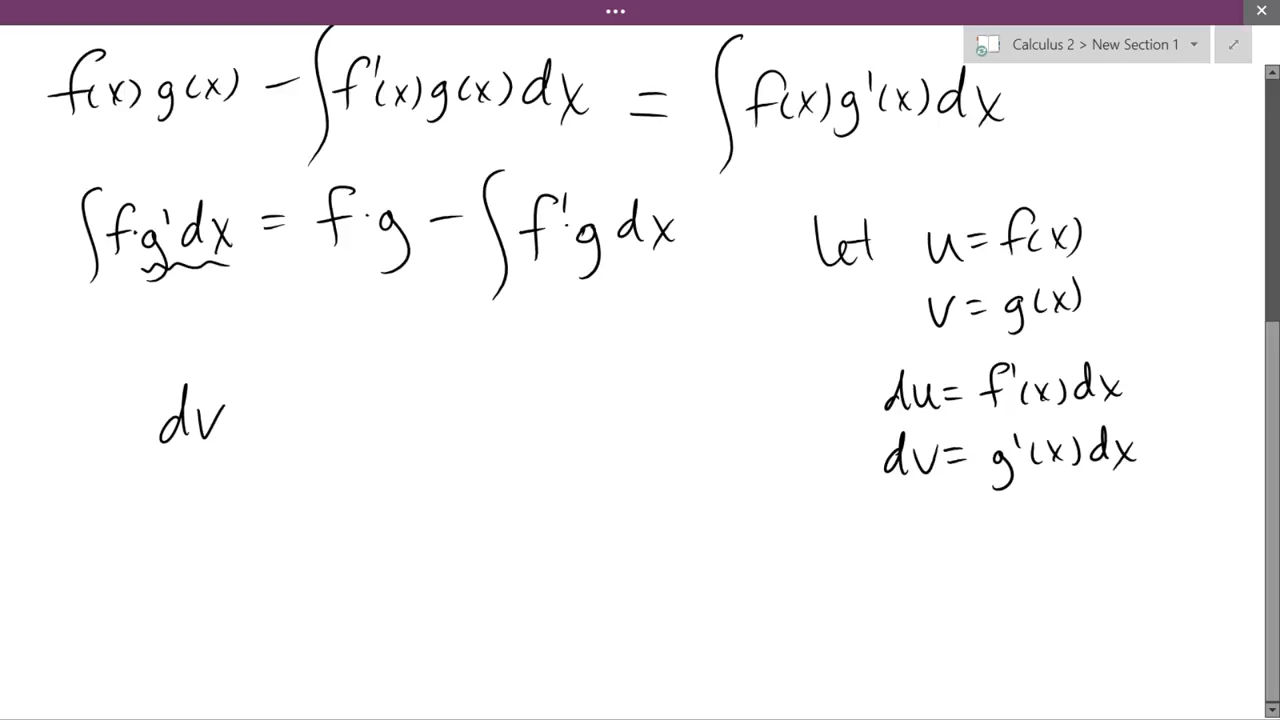 Calculus 2 > New Section 1
f(x)g(x) − ∫f'(x)g(x)dx = ∫f(x)g'(x)dx
∫f·g'dx = f·g − ∫f'·g dx
let u = f(x)
v = g(x)
du = f'(x)dx
dv
dv = g'(x)dx